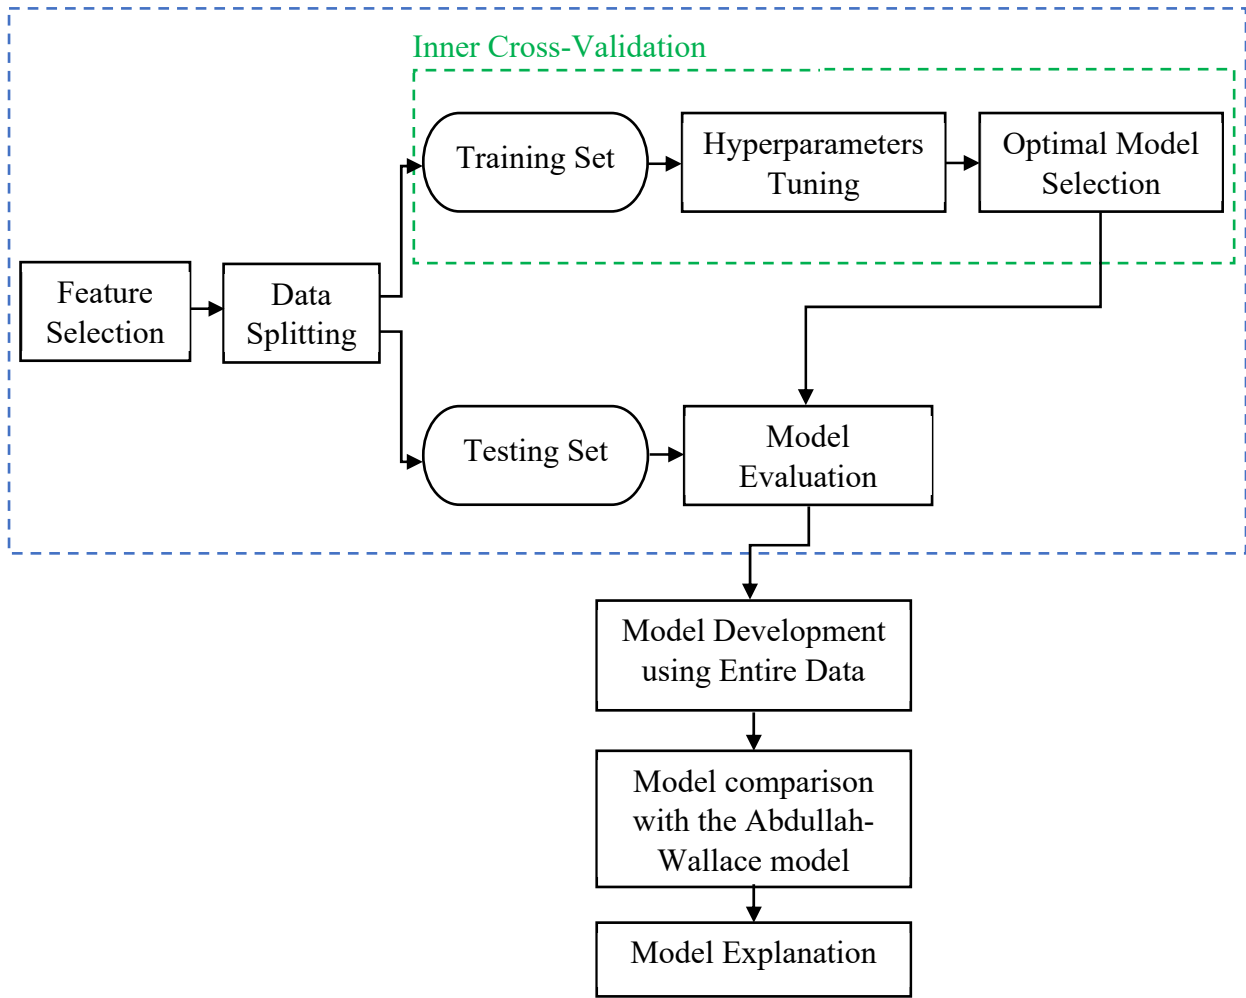 Inner Cross-Validation
Training Set
Hyperparameters
Tuning
Optimal Model
Selection
Feature
Selection
Data
Splitting
Testing Set
Model
Evaluation
Model Development
using Entire Data
Model comparison
with the Abdullah-
Wallace model
Model Explanation